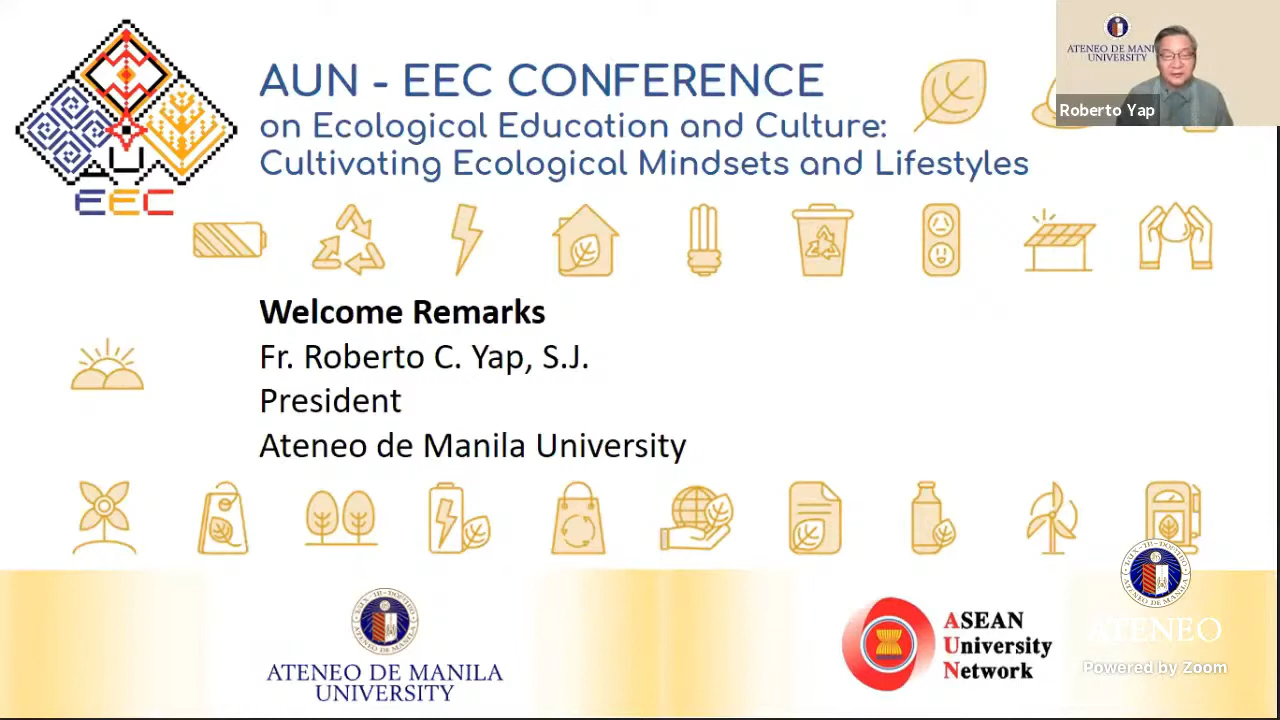 AUN - EEC CONFERENCE
on Ecological Education and Culture:
Cultivating Ecological Mindsets and Lifestyles
AUN
EEC
ATENEO DE MANILA
UNIVERSITY
Roberto Yap
Welcome Remarks
Fr. Roberto C. Yap, S.J.
President
Ateneo de Manila University
ATENEO DE MANILA
UNIVERSITY
ASEAN
University
Network
ATENEO
Powered by Zoom